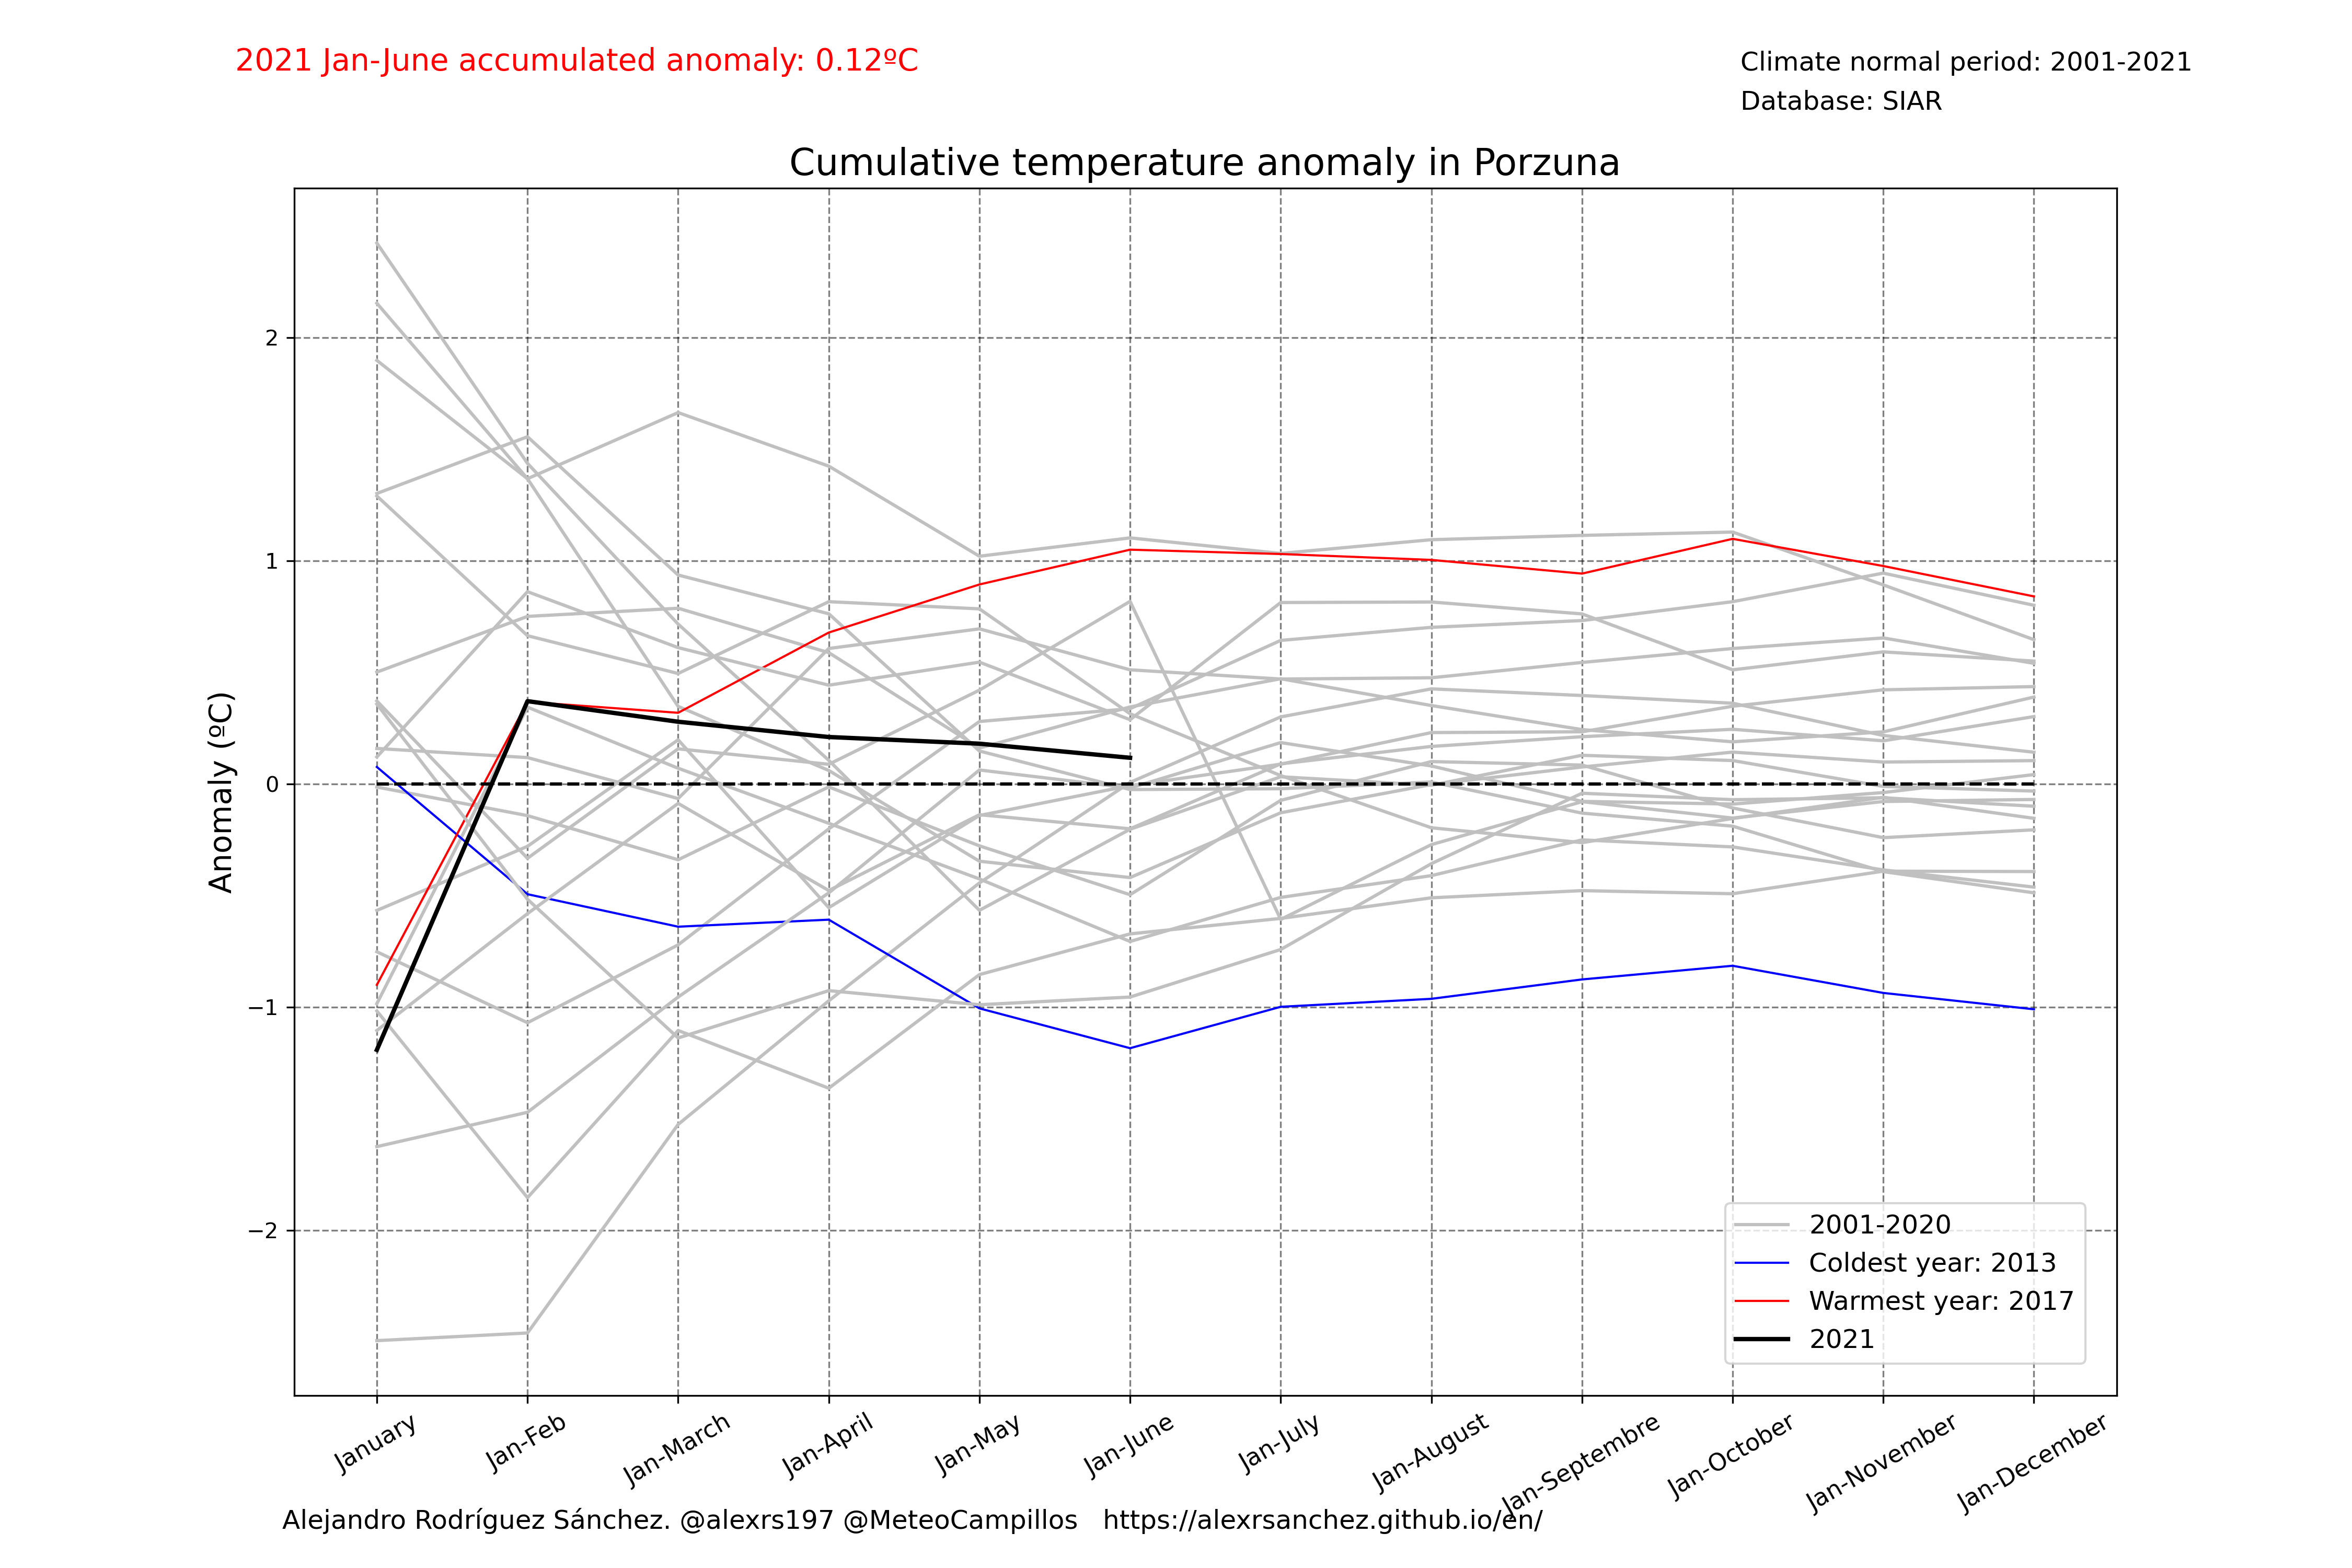 2021 Jan-June accumulated anomaly: 0.12ºC
Climate normal period: 2001-2021
Database: SIAR
Cumulative temperature anomaly in Porzuna
Anomaly (ºC)
2
1
0
−1
−2
2001-2020
Coldest year: 2013
Warmest year: 2017
2021
January
Jan-Feb
Jan-March
Jan-April
Jan-May
Jan-June
Jan-July
Jan-August
Jan-Septembre
Jan-October
Jan-November
Jan-December
Alejandro Rodríguez Sánchez. @alexrs197 @MeteoCampillos https://alexrsanchez.github.io/en/